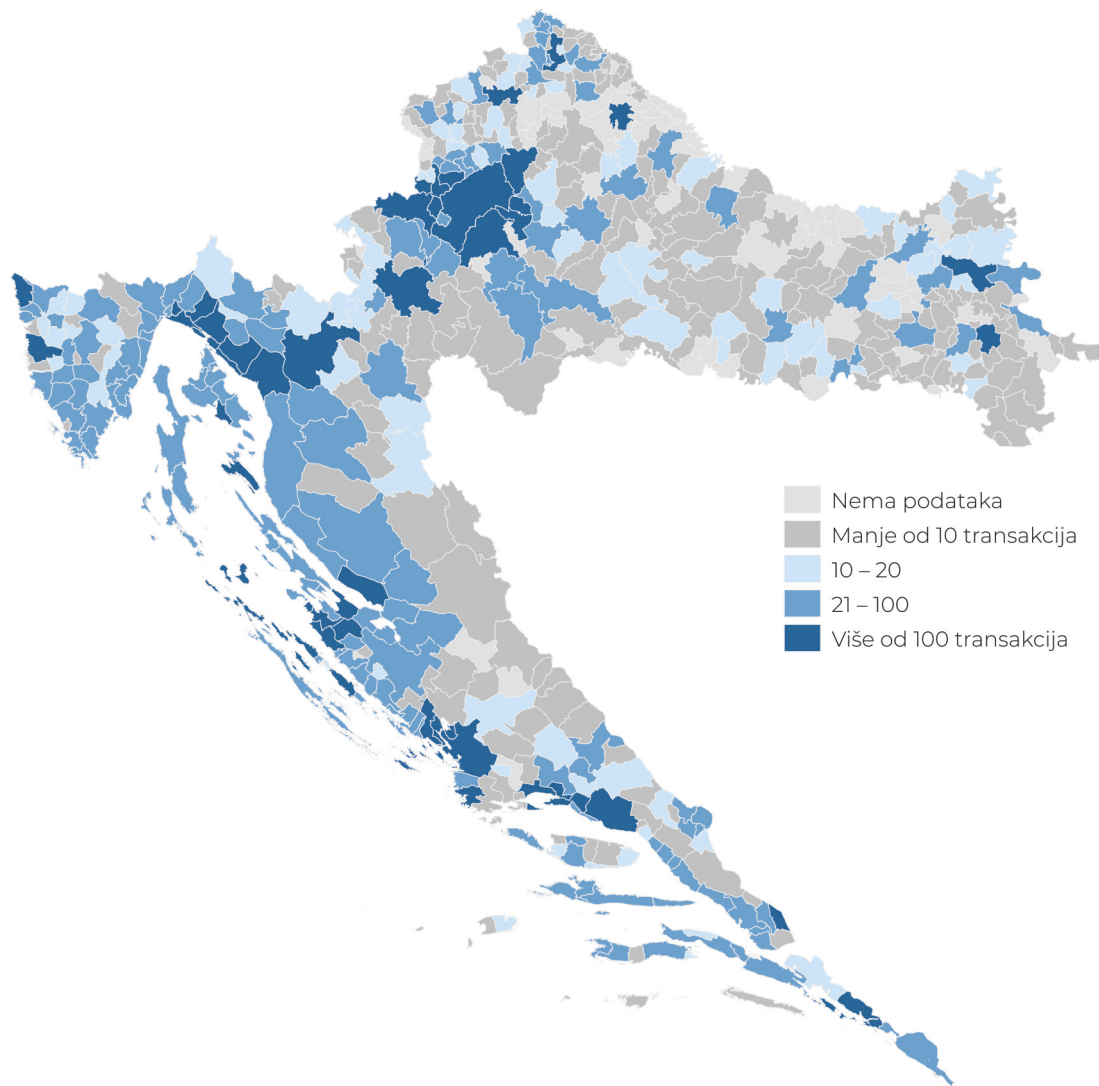 Nema podataka
Manje od 10 transakcija
10 – 20
21 – 100
Više od 100 transakcija